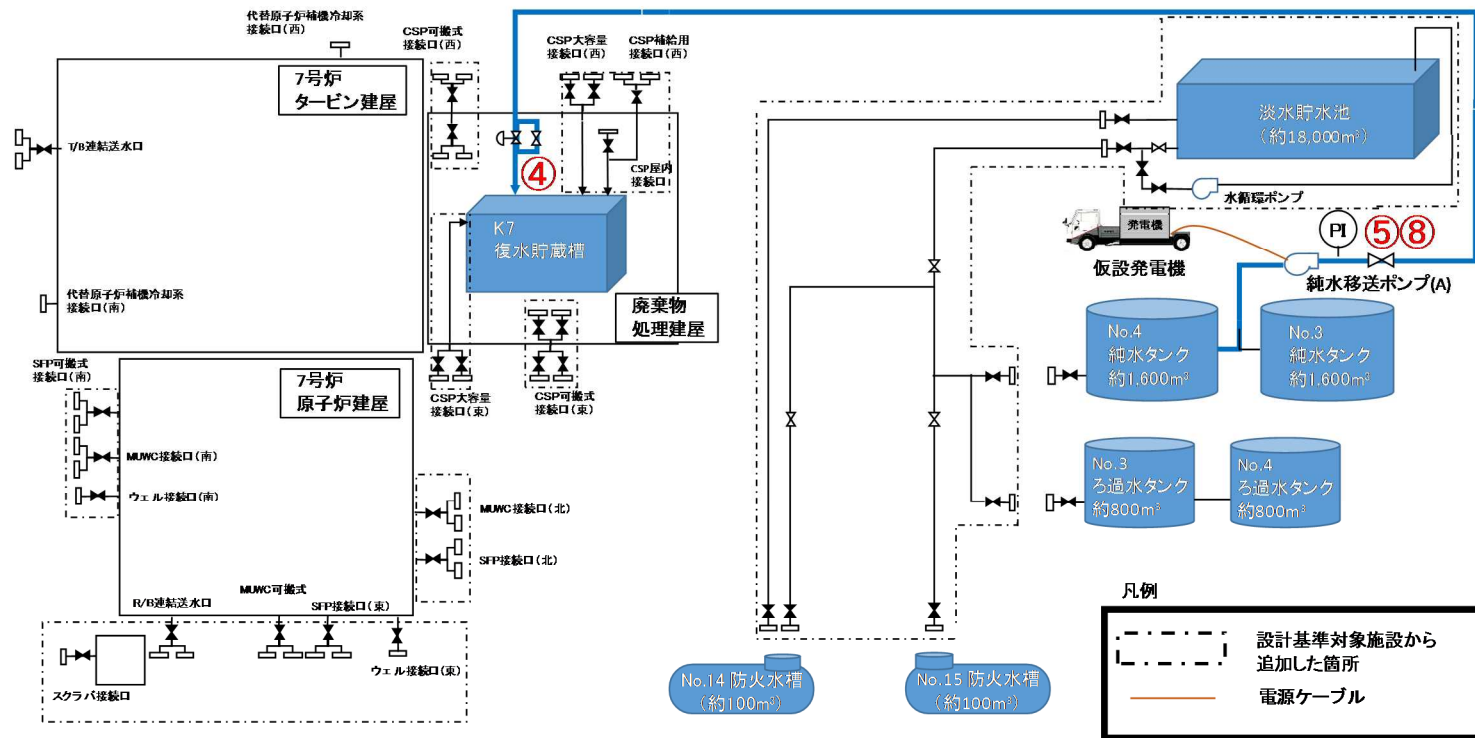 代替原子炉補機冷却系
接続口(西)
7号炉
タービン建屋
T/B連結送水口
代替原子炉補機冷却系
接続口(南)
CSP可搬式
接続口(西)
CSP大容量
接続口(西)
CSP補給用
接続口(西)
CSP屋内
接続口
④
K7
復水貯蔵槽
廃棄物
処理建屋
CSP大容量
接続口(東)
CSP可搬式
接続口(東)
SFP可搬式
接続口(南)
MUWC接続口(南)
ウェル接続口(南)
7号炉
原子炉建屋
MUWC接続口(北)
SFP接続口(北)
R/B連結送水口
MUWC可搬式
SFP接続口(東)
ウェル接続口(東)
スクラバ接続口
淡水貯水池
(約18,000m³)
水循環ポンプ
発電機
仮設発電機
PI
⑤⑧
純水移送ポンプ(A)
No.4
純水タンク
約1.600m³
No.3
純水タンク
約1.600m³
No.3
ろ過水タンク
約800m³
No.4
ろ過水タンク
約800m³
No.14 防火水槽
(約100m³)
No.15 防火水槽
(約100m³)
凡例
設計基準対象施設から
追加した箇所
電源ケーブル